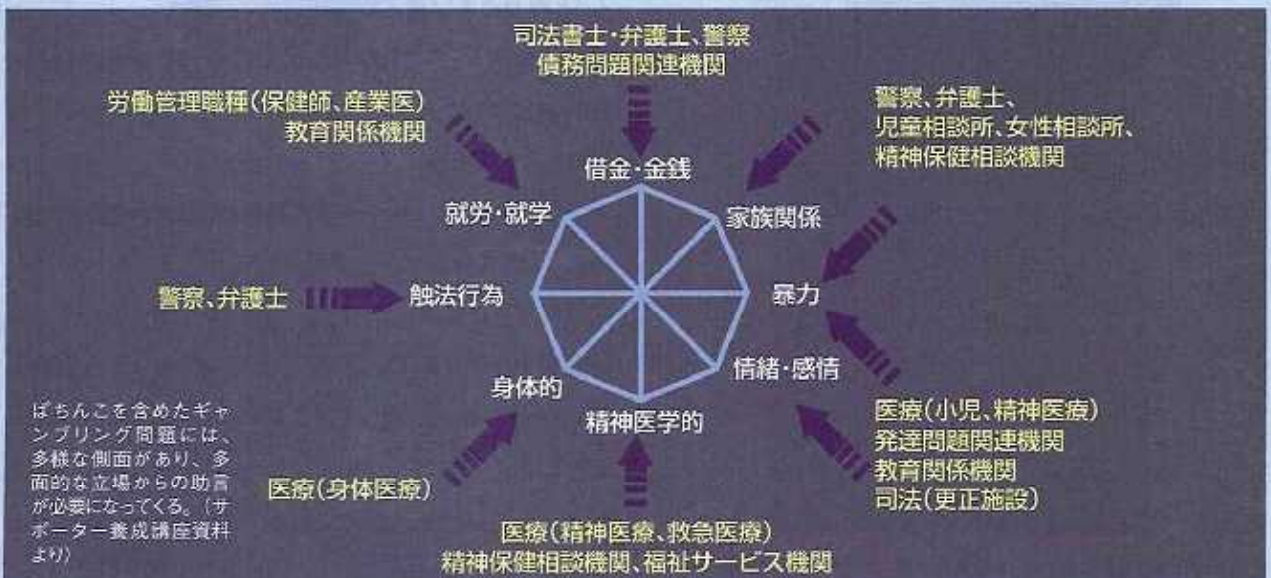 司法書士・弁護士、警察
債務問題関連機関
労働管理職種(保健師、産業医)
教育関係機関
警察、弁護士、
児童相談所、女性相談所、
精神保健相談機関
借金・金銭
就労・就学
家族関係
警察、弁護士
触法行為
暴力
身体的
情緒・感情
精神医学的
ぱちんこを含めたギャ
ンブリング問題には、
多様な側面があり、多
面的な立場からの助言
が必要になってくる。(サ
ポーター養成講座資料
より)
医療(身体医療)
医療(小児、精神医療)
発達問題関連機関
教育関係機関
司法(更正施設)
医療(精神医療、救急医療)
精神保健相談機関、福祉サービス機関